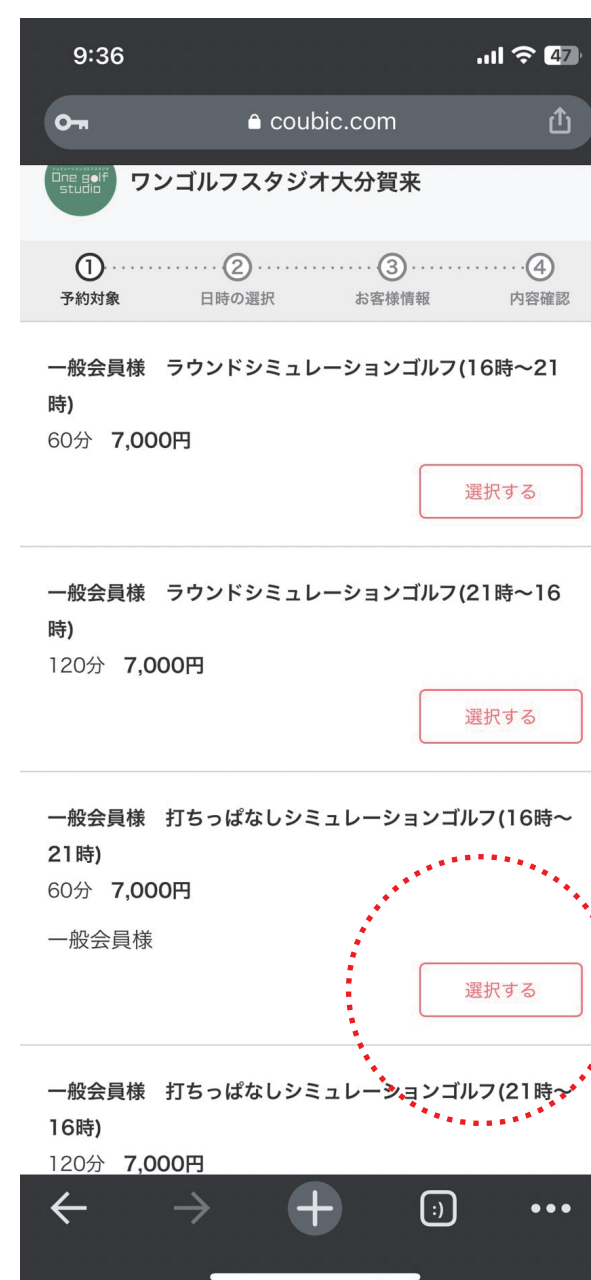 9:36
47
coubic.com
One golf
studio
ワンゴルフスタジオ大分賀来
① ② ③ ④
予約対象 日時の選択 お客様情報 内容確認
一般会員様　ラウンドシミュレーションゴルフ(16時〜21
時)
60分 7,000円
選択する
一般会員様　ラウンドシミュレーションゴルフ(21時〜16
時)
120分 7,000円
選択する
一般会員様　打ちっぱなしシミュレーションゴルフ(16時〜
21時)
60分 7,000円
一般会員様
選択する
一般会員様　打ちっぱなしシミュレーションゴルフ(21時〜
16時)
120分 7,000円
:)